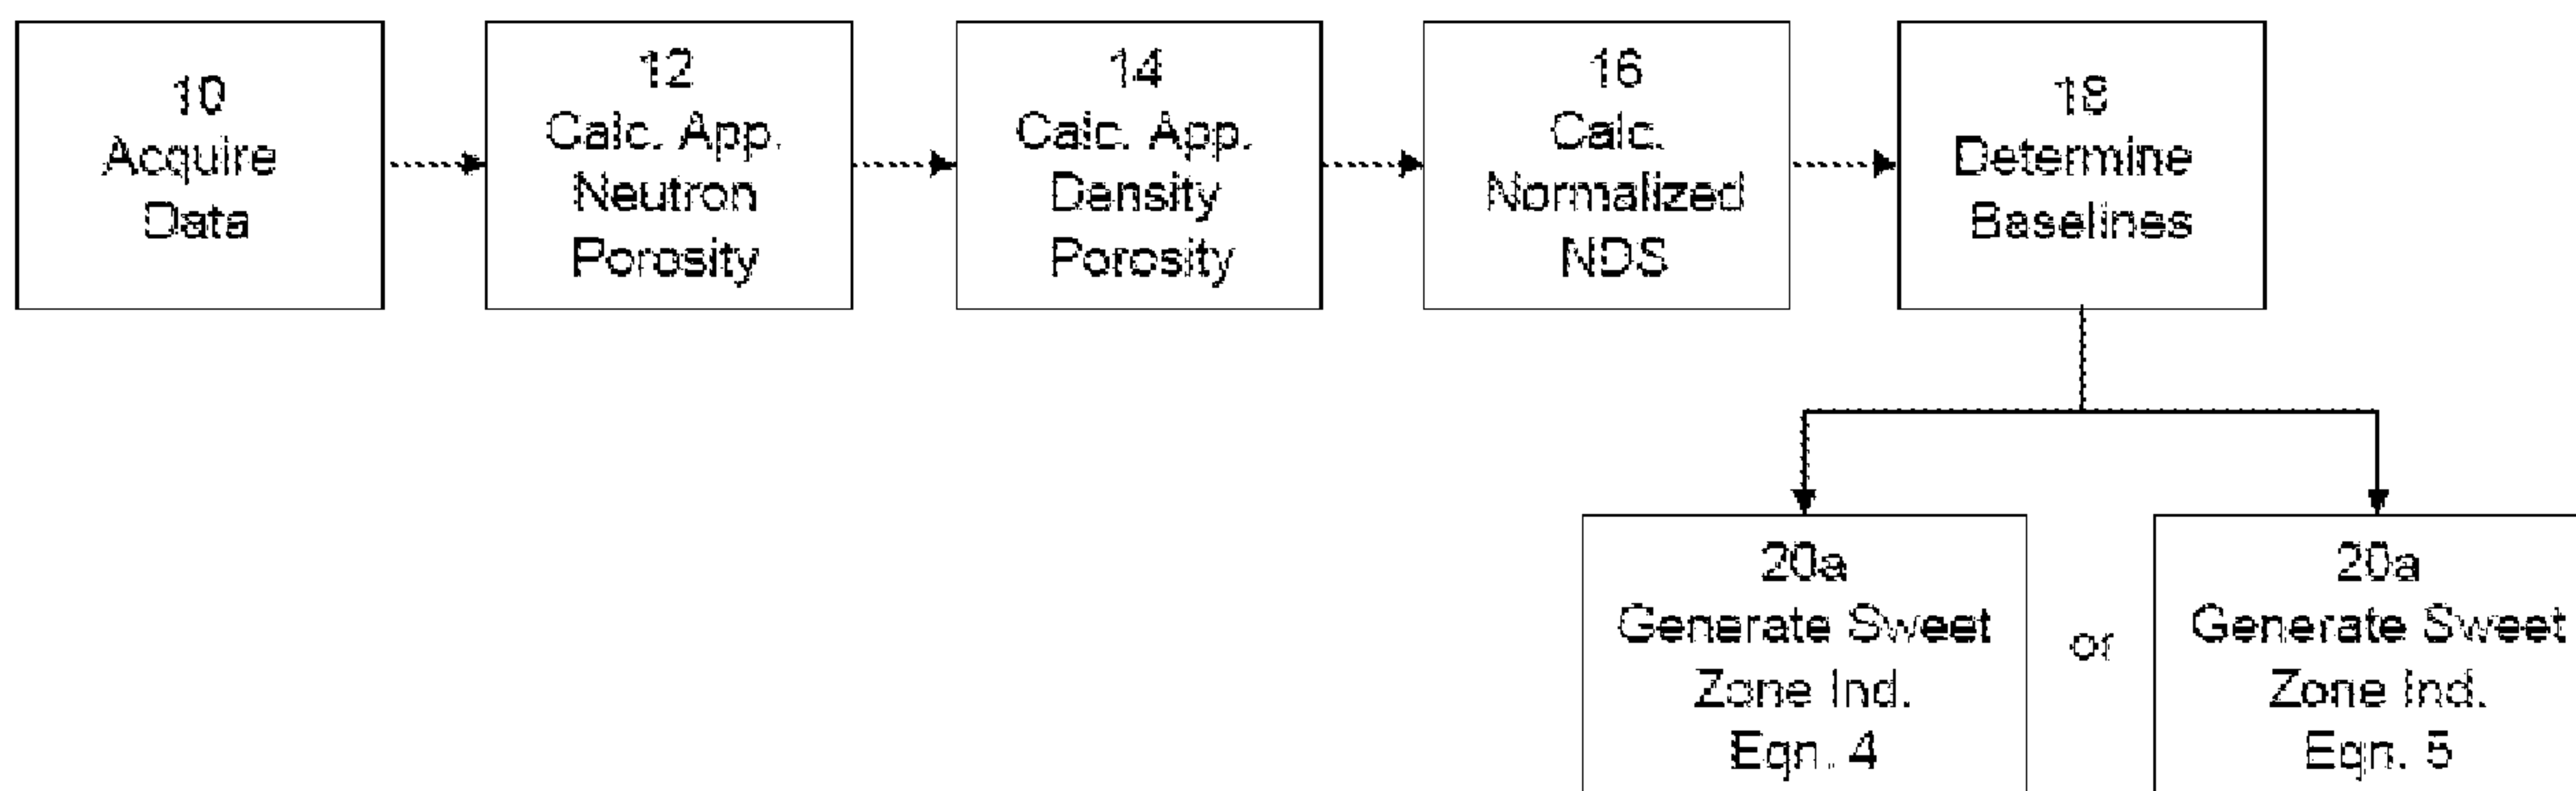 10
Acquire
Data
12
Calc. App.
Neutron
Porosity
14
Calc. App.
Density
Porosity
16
Calc.
Normalized
NDS
18
Determine
Baselines
20a
Generate Sweet
Zone Ind.
Eqn. 4
or
20a
Generate Sweet
Zone Ind.
Eqn. 5